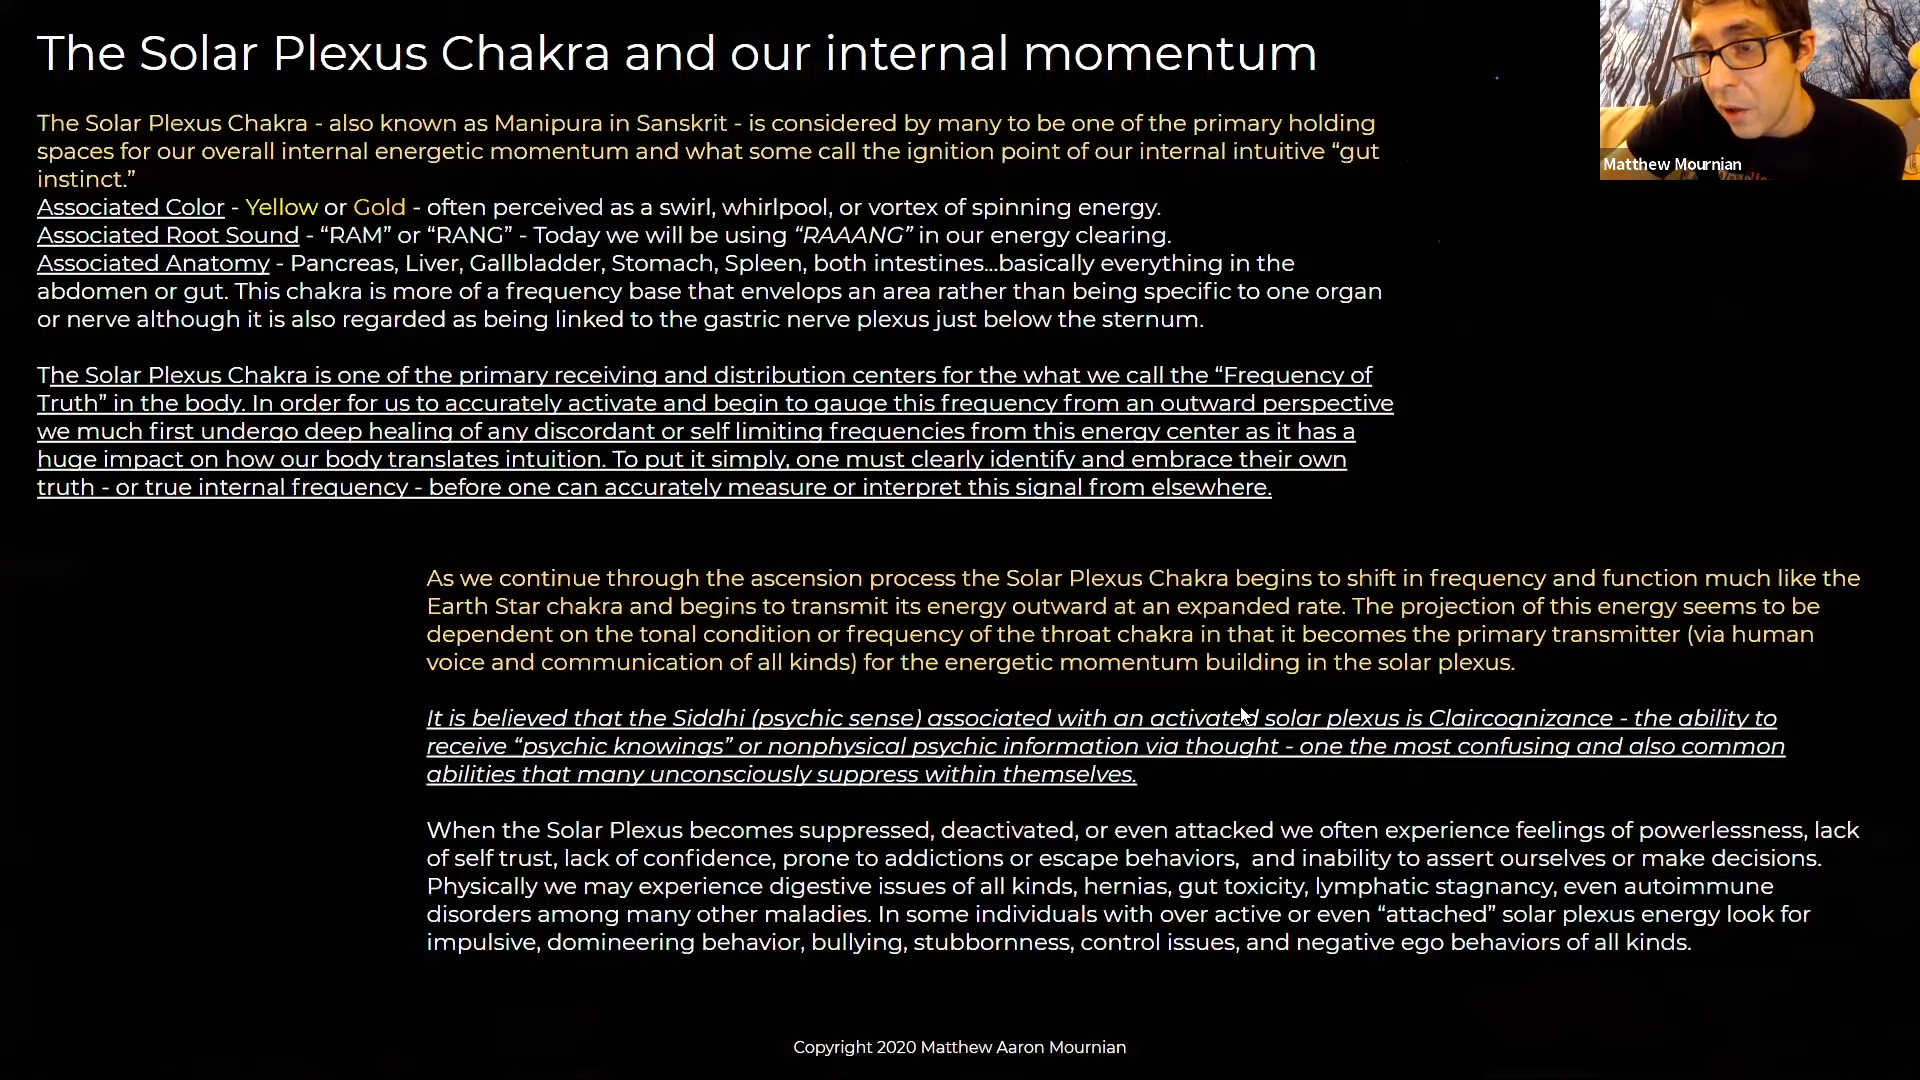 The Solar Plexus Chakra and our internal momentum
The Solar Plexus Chakra - also known as Manipura in Sanskrit - is considered by many to be one of the primary holding
spaces for our overall internal energetic momentum and what some call the ignition point of our internal intuitive “gut
instinct.”
Associated Color - Yellow or Gold - often perceived as a swirl, whirlpool, or vortex of spinning energy.
Associated Root Sound - “RAM” or “RANG” - Today we will be using “RAAANG” in our energy clearing.
Associated Anatomy - Pancreas, Liver, Gallbladder, Stomach, Spleen, both intestines...basically everything in the
abdomen or gut. This chakra is more of a frequency base that envelops an area rather than being specific to one organ
or nerve although it is also regarded as being linked to the gastric nerve plexus just below the sternum.
The Solar Plexus Chakra is one of the primary receiving and distribution centers for the what we call the “Frequency of
Truth” in the body. In order for us to accurately activate and begin to gauge this frequency from an outward perspective
we much first undergo deep healing of any discordant or self limiting frequencies from this energy center as it has a
huge impact on how our body translates intuition. To put it simply, one must clearly identify and embrace their own
truth - or true internal frequency - before one can accurately measure or interpret this signal from elsewhere.
As we continue through the ascension process the Solar Plexus Chakra begins to shift in frequency and function much like the
Earth Star chakra and begins to transmit its energy outward at an expanded rate. The projection of this energy seems to be
dependent on the tonal condition or frequency of the throat chakra in that it becomes the primary transmitter (via human
voice and communication of all kinds) for the energetic momentum building in the solar plexus.
It is believed that the Siddhi (psychic sense) associated with an activated solar plexus is Claircognizance - the ability to
receive “psychic knowings” or nonphysical psychic information via thought - one the most confusing and also common
abilities that many unconsciously suppress within themselves.
When the Solar Plexus becomes suppressed, deactivated, or even attacked we often experience feelings of powerlessness, lack
of self trust, lack of confidence, prone to addictions or escape behaviors,  and inability to assert ourselves or make decisions.
Physically we may experience digestive issues of all kinds, hernias, gut toxicity, lymphatic stagnancy, even autoimmune
disorders among many other maladies. In some individuals with over active or even “attached” solar plexus energy look for
impulsive, domineering behavior, bullying, stubbornness, control issues, and negative ego behaviors of all kinds.
Copyright 2020 Matthew Aaron Mournian
Matthew Mournian